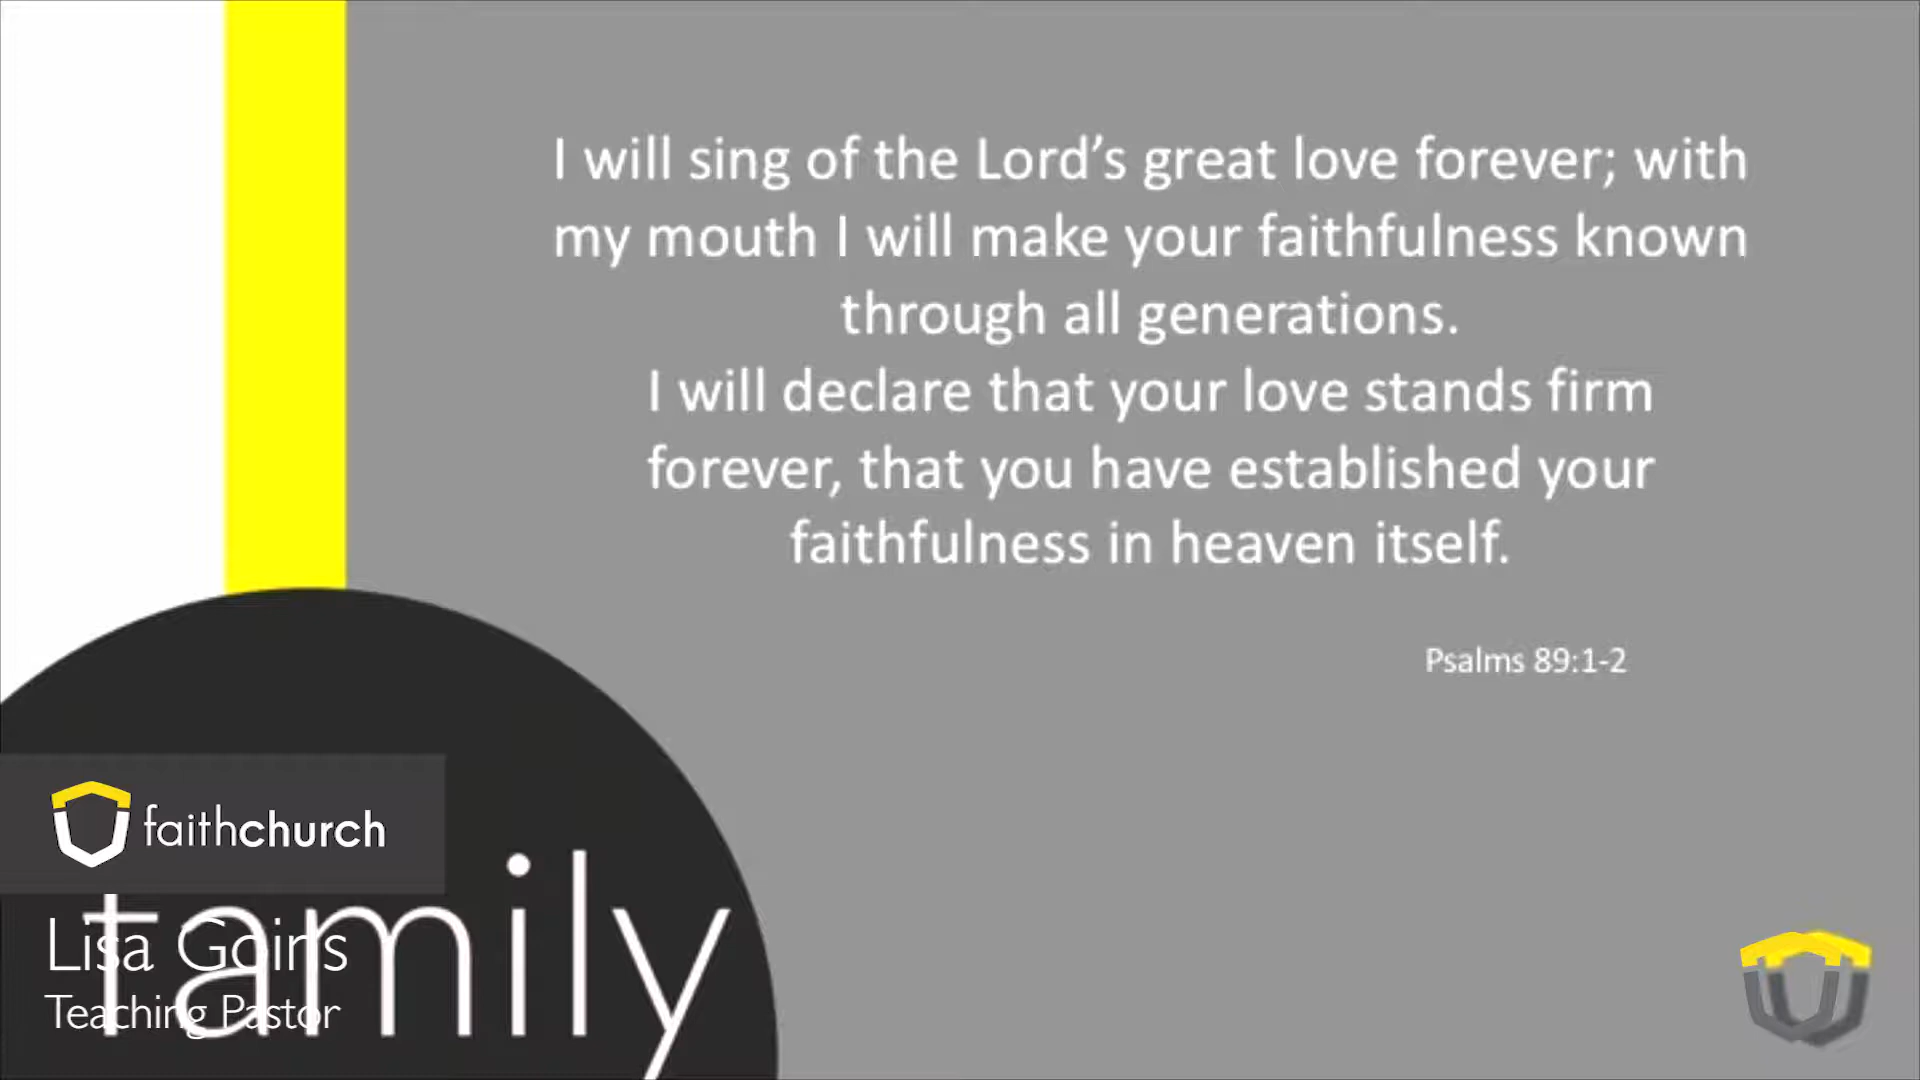 I will sing of the Lord’s great love forever; with
my mouth I will make your faithfulness known
through all generations.
I will declare that your love stands firm
forever, that you have established your
faithfulness in heaven itself.
Psalms 89:1-2
faithchurch
family
Lisa Goins
Teaching Pastor